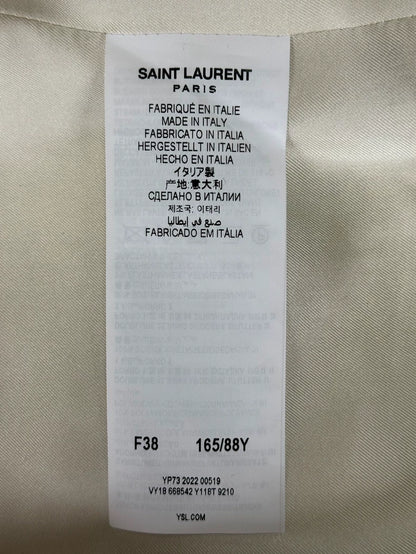 SAINT LAURENT
PARIS
FABRIQUÉ EN ITALIE
MADE IN ITALY
FABBRICATO IN ITALIA
HERGESTELLT IN ITALIEN
HECHO EN ITALIA
イタリア製
产地:意大利
СДЕЛАНО В ИТАЛИИ
제조국: 이태리
صنع في إيطاليا
FABRICADO EM ITÁLIA
F38 165/88Y
YP73 2022 00519
VY18 668542 Y118T 9210
YSL.COM